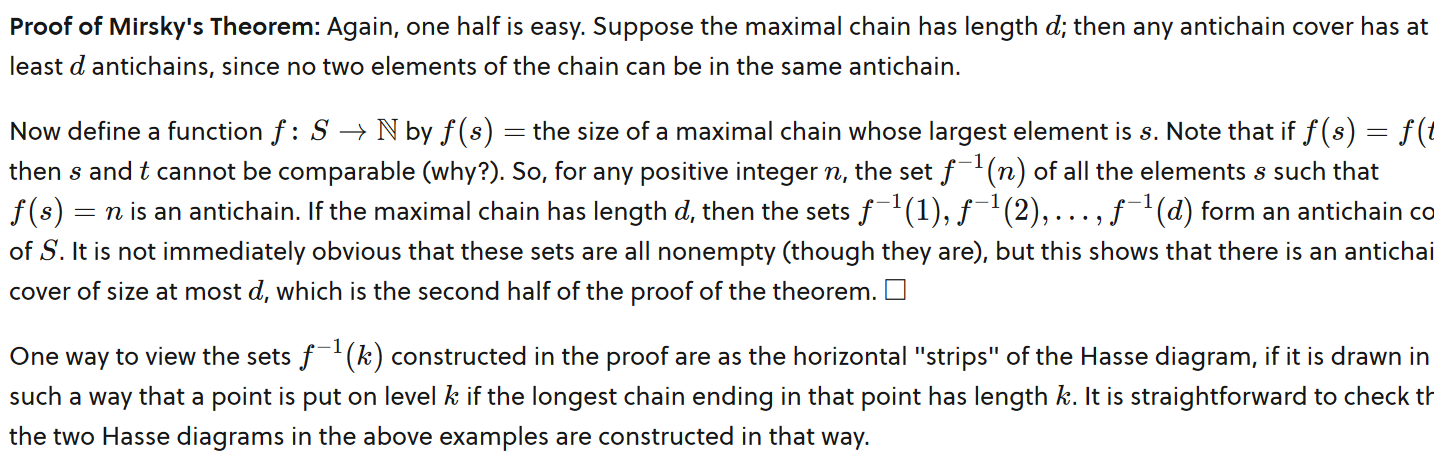 Proof of Mirsky's Theorem: Again, one half is easy. Suppose the maximal chain has length d; then any antichain cover has at
least d antichains, since no two elements of the chain can be in the same antichain.
Now define a function f : S → ℕ by f(s) = the size of a maximal chain whose largest element is s. Note that if f(s) = f(t
then s and t cannot be comparable (why?). So, for any positive integer n, the set f⁻¹(n) of all the elements s such that
f(s) = n is an antichain. If the maximal chain has length d, then the sets f⁻¹(1), f⁻¹(2), . . . , f⁻¹(d) form an antichain co
of S. It is not immediately obvious that these sets are all nonempty (though they are), but this shows that there is an antichai
cover of size at most d, which is the second half of the proof of the theorem. □
One way to view the sets f⁻¹(k) constructed in the proof are as the horizontal "strips" of the Hasse diagram, if it is drawn in
such a way that a point is put on level k if the longest chain ending in that point has length k. It is straightforward to check th
the two Hasse diagrams in the above examples are constructed in that way.